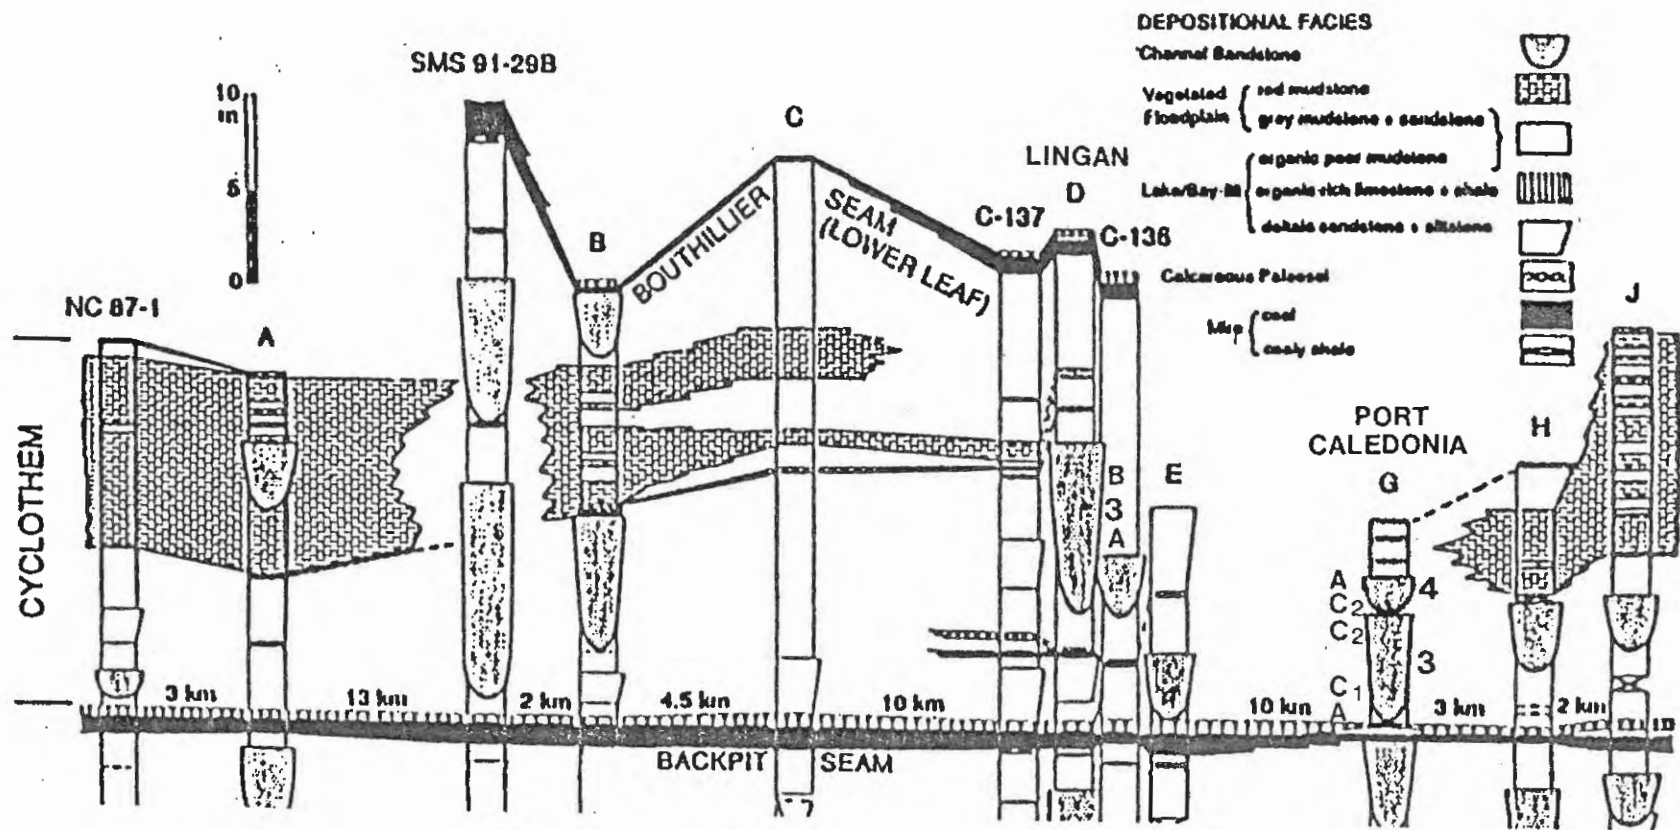 DEPOSITIONAL FACIES
Channel Sandstone
Vegetated Floodplain
red mudstone
grey mudstone + sandstone
organic poor mudstone
Lake/Bay-fill
organic-rich limestone + shale
deltaic sandstone + siltstone
Calcareous Paleosol
coal
coaly shale
SMS 91-29B
10
m
5
0
NC 87-1
A
B
C
LINGAN
D
C-137
C-136
BOUTHILLIER
SEAM
(LOWER LEAF)
CYCLOTHEM
B
3
A
E
PORT
CALEDONIA
G
H
J
A
C2
4
C2
3
C1
A
3 km
13 km
2 km
4.5 km
10 km
10 km
3 km
2 km
1m
BACKPIT SEAM